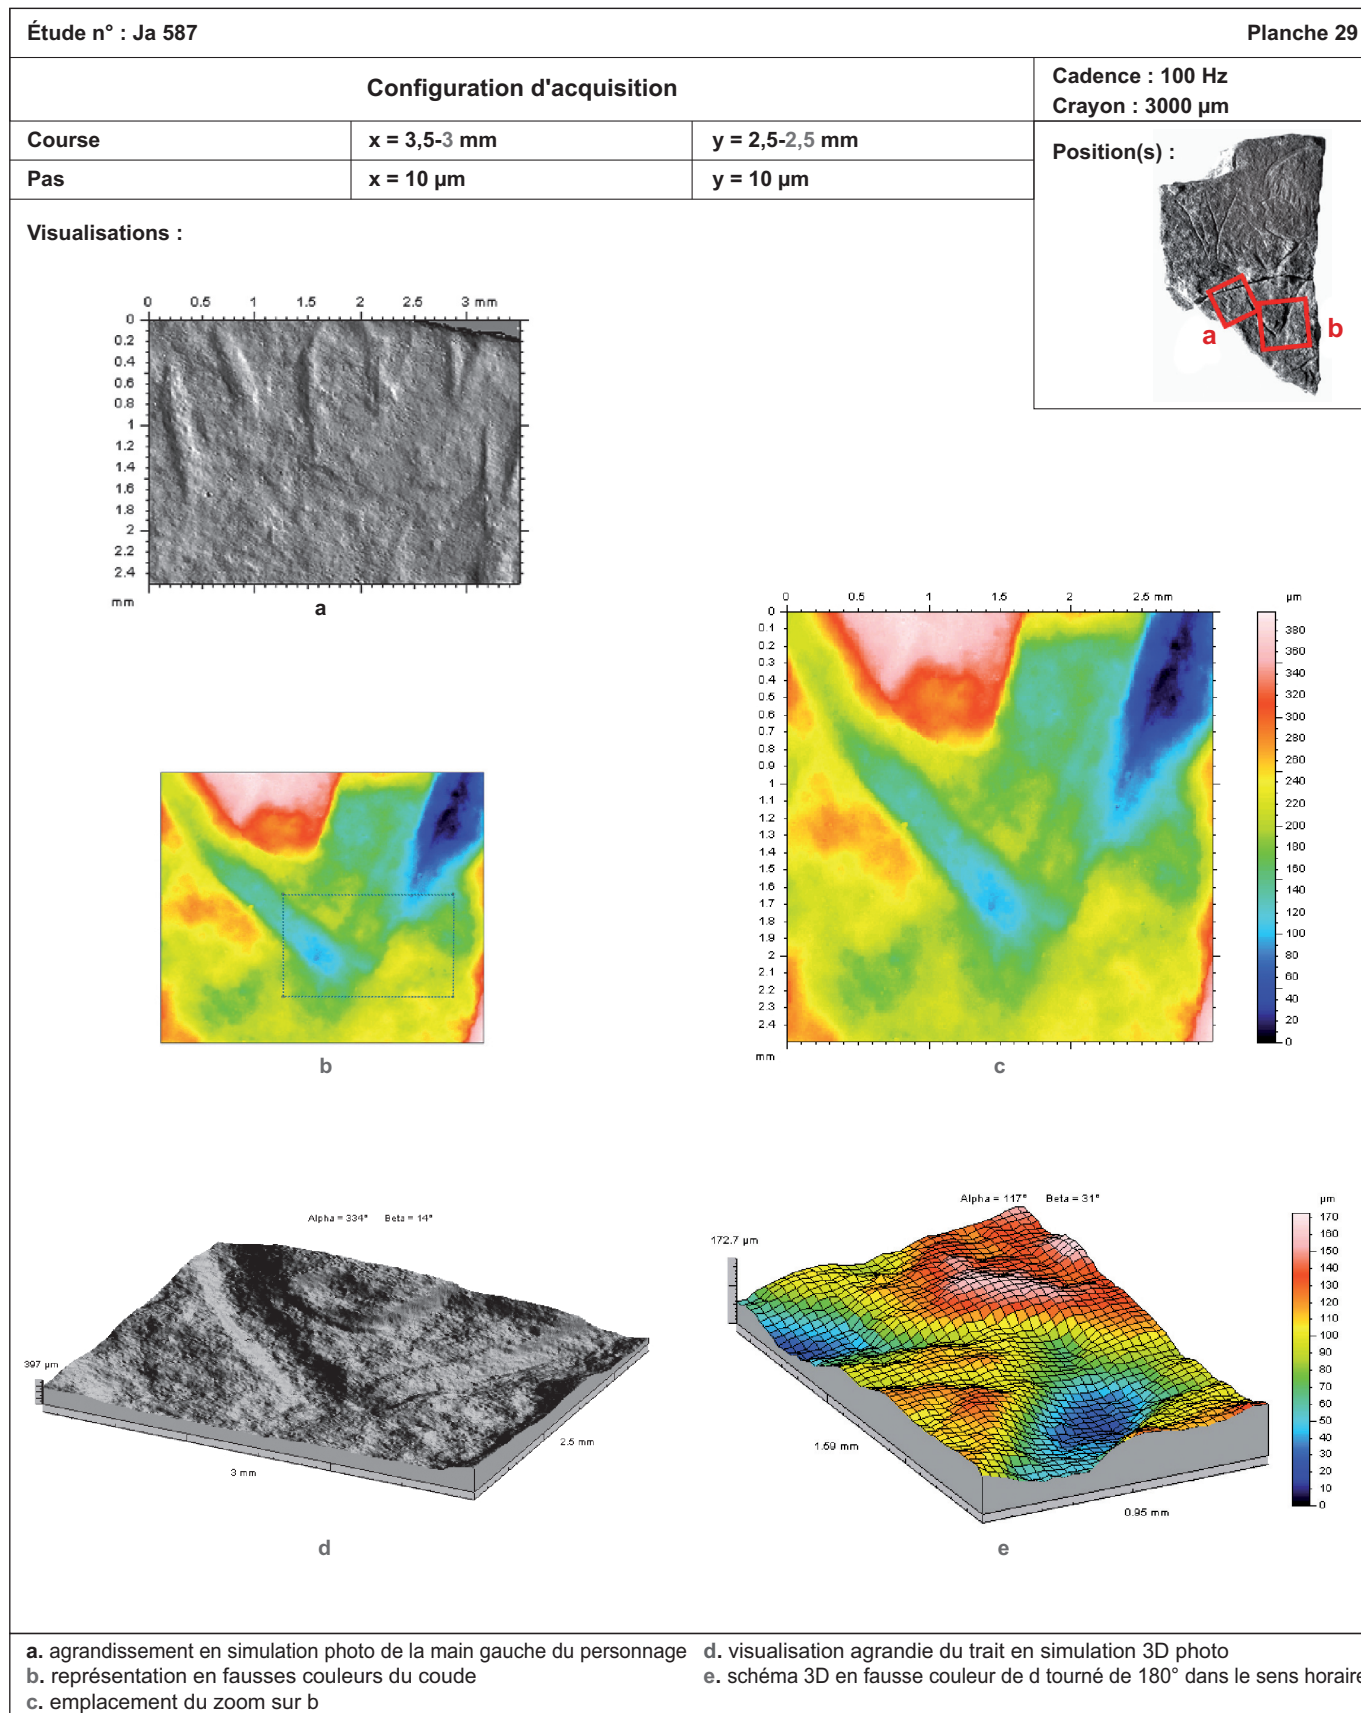 Étude n° : Ja 587 Planche 29
Configuration d'acquisition
Cadence : 100 Hz
Crayon : 3000 µm
Course x = 3,5-3 mm y = 2,5-2,5 mm
Pas x = 10 µm y = 10 µm
Position(s) :
a b
Visualisations :
0 0.5 1 1.5 2 2.5 3 mm
0
0.2
0.4
0.6
0.8
1
1.2
1.4
1.6
1.8
2
2.2
2.4
mm
a
0 0.5 1 1.5 2 2.5 mm
µm
0
0.1
0.2
0.3
0.4
0.5
0.6
0.7
0.8
0.9
1
1.1
1.2
1.3
1.4
1.5
1.6
1.7
1.8
1.9
2
2.1
2.2
2.3
2.4
mm
380
360
340
320
300
280
260
240
220
200
180
160
140
120
100
80
60
40
20
0
b
c
Alpha = 334° Beta = 14°
397 µm
3 mm
2.5 mm
d
Alpha = 117° Beta = 31°
172.7 µm
1.59 mm
0.95 mm
µm
170
160
150
140
130
120
110
100
90
80
70
60
50
40
30
20
10
0
e
a. agrandissement en simulation photo de la main gauche du personnage
b. représentation en fausses couleurs du coude
c. emplacement du zoom sur b
d. visualisation agrandie du trait en simulation 3D photo
e. schéma 3D en fausse couleur de d tourné de 180° dans le sens horaire